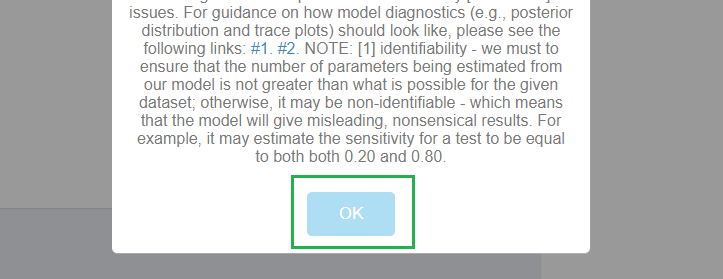 issues. For guidance on how model diagnostics (e.g., posterior
distribution and trace plots) should look like, please see the
following links: #1. #2. NOTE: [1] identifiability - we must to
ensure that the number of parameters being estimated from
our model is not greater than what is possible for the given
dataset; otherwise, it may be non-identifiable - which means
that the model will give misleading, nonsensical results. For
example, it may estimate the sensitivity for a test to be equal
to both both 0.20 and 0.80.
OK